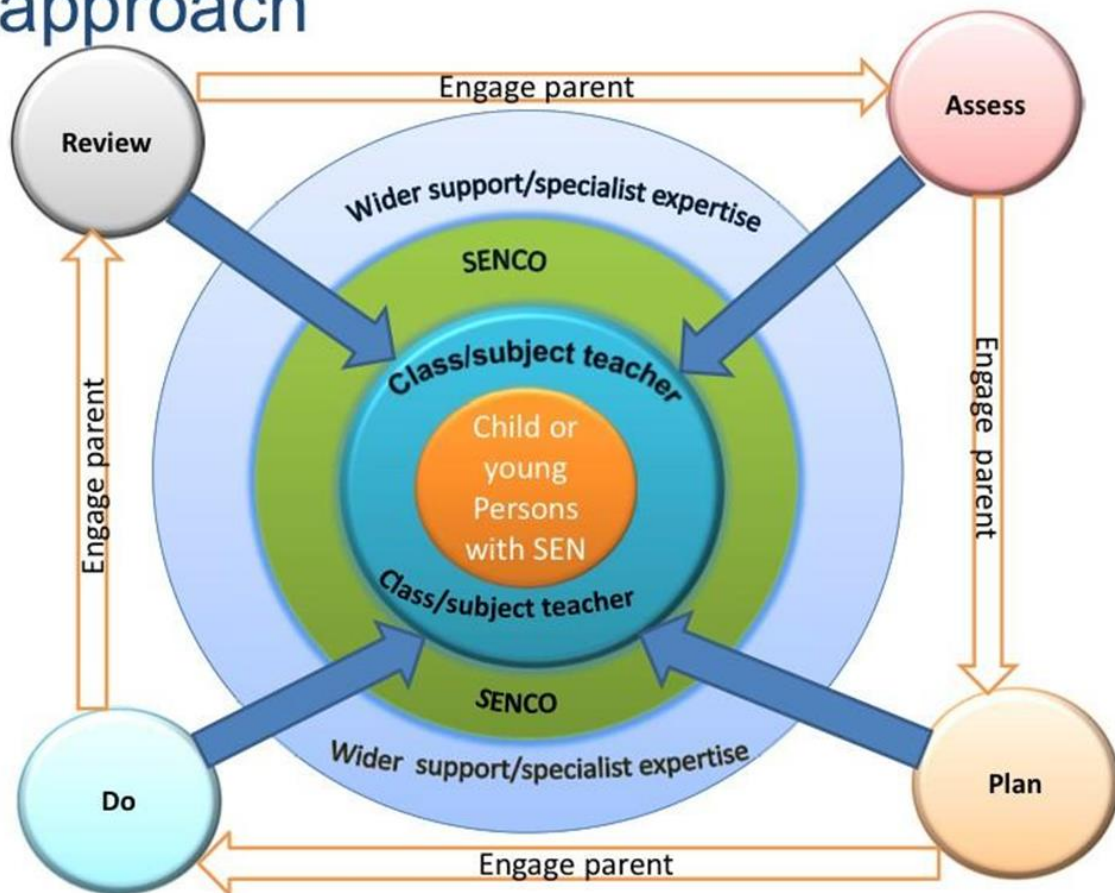 approach
Engage parent
Review
Assess
Wider support/specialist expertise
SENCO
Class/subject teacher
Child or
young
Persons
with SEN
Engage parent
Engage parent
Class/subject teacher
SENCO
Wider support/specialist expertise
Do
Plan
Engage parent